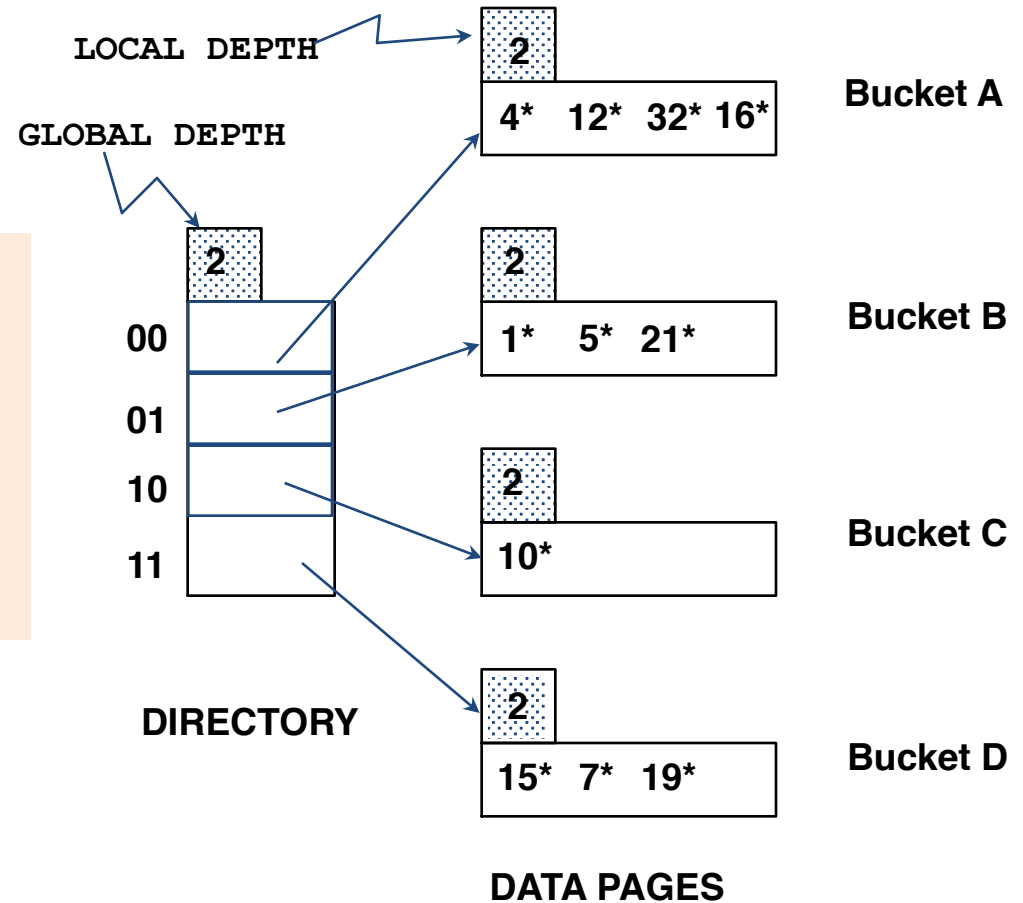 LOCAL DEPTH
2
4* 12* 32* 16*
Bucket A
GLOBAL DEPTH
2
00
01
10
11
DIRECTORY
2
1* 5* 21*
Bucket B
2
10*
Bucket C
2
15* 7* 19*
Bucket D
DATA PAGES